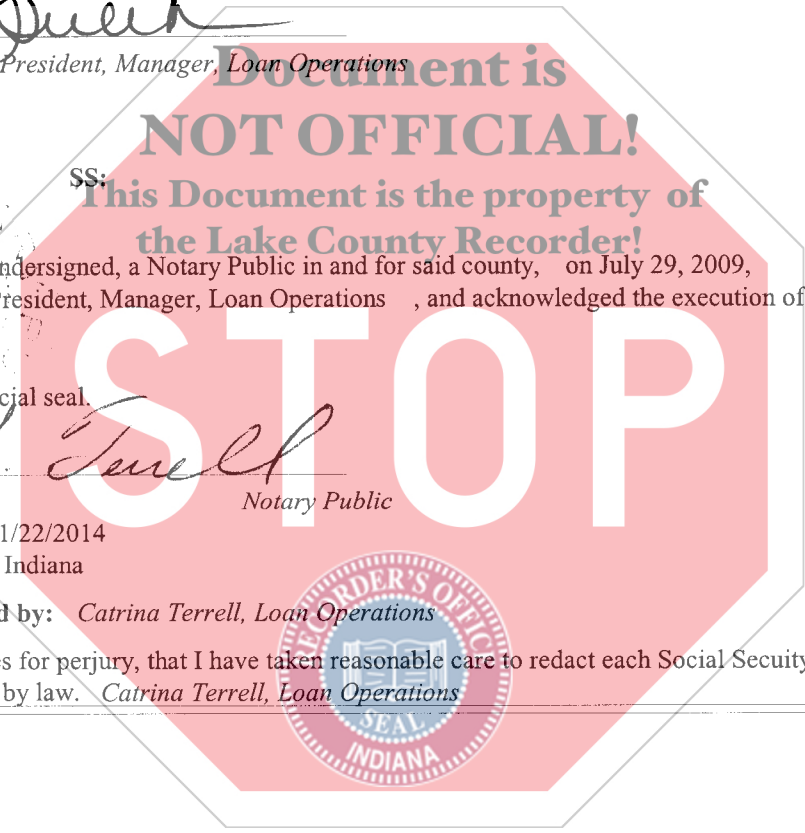 President, Manager, Loan Operations
Document is
NOT OFFICIAL!
SS:
This Document is the property of
the Lake County Recorder!
ndersigned, a Notary Public in and for said county, on July 29, 2009,
resident, Manager, Loan Operations , and acknowledged the execution of
STOP
cial seal.
Terrell
Notary Public
1/22/2014
Indiana
d by: Catrina Terrell, Loan Operations
es for perjury, that I have taken reasonable care to redact each Social Secuity
by law. Catrina Terrell, Loan Operations
RECORDER'S OFFICE
SEAL
INDIANA